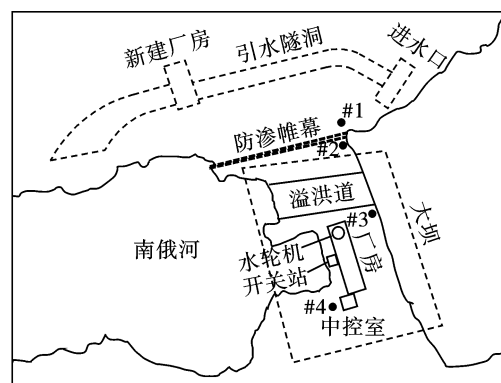 新建厂房
引水隧洞
进水口
#1
防渗帷幕
#2
溢洪道
大坝
#3
南俄河
水轮机
厂房
开关站
#4
中控室